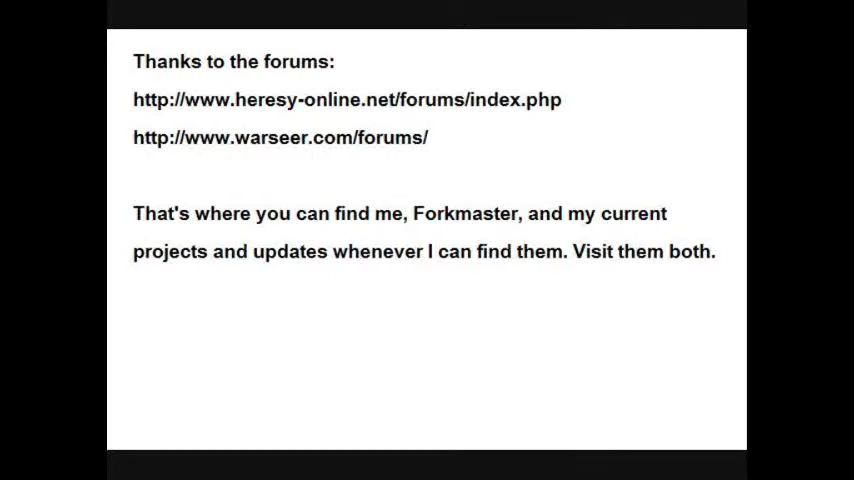 Thanks to the forums:
http://www.heresy-online.net/forums/index.php
http://www.warseer.com/forums/
That's where you can find me, Forkmaster, and my current
projects and updates whenever I can find them. Visit them both.